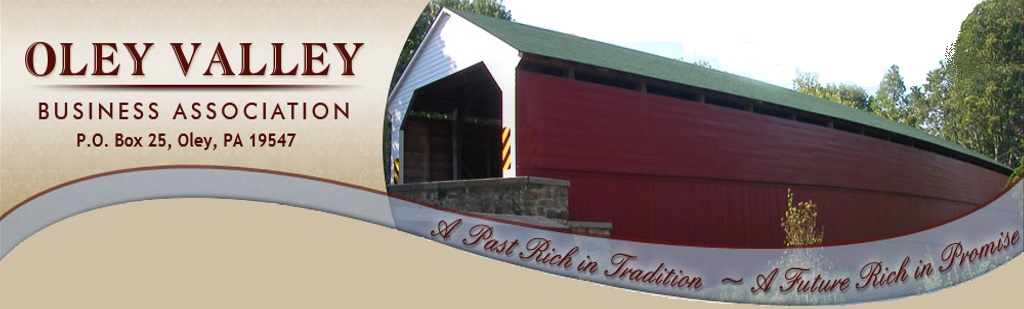 OLEY VALLEY
BUSINESS ASSOCIATION
P.O. Box 25, Oley, PA 19547
A Past Rich in Tradition ~ A Future Rich in Promise